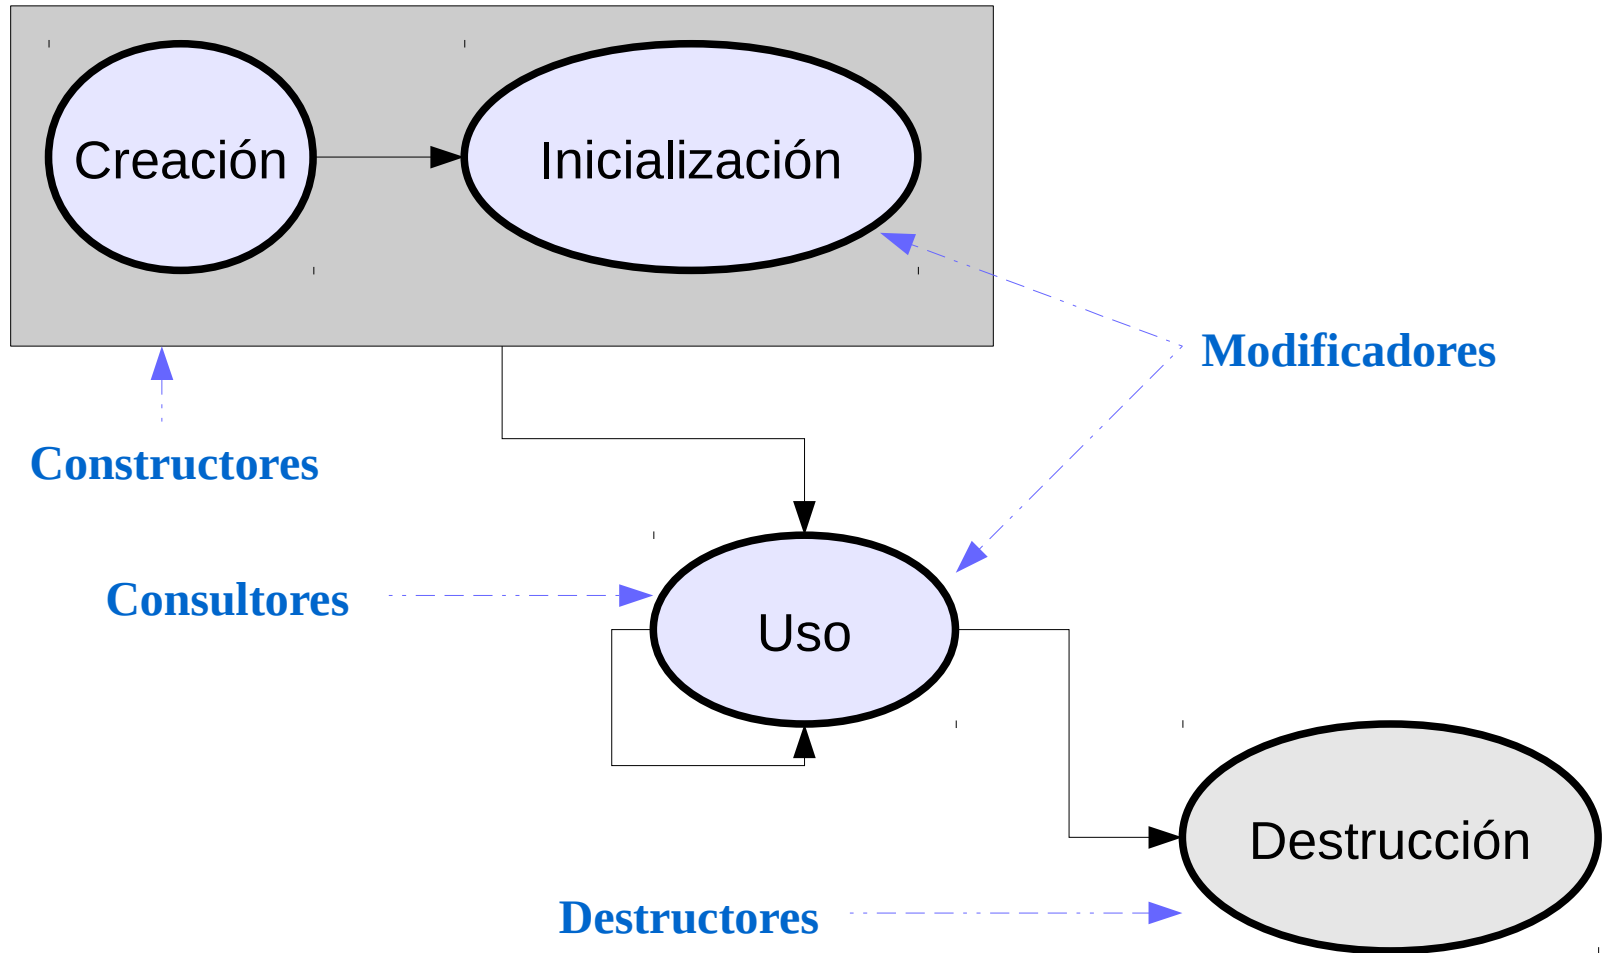 Creación
Inicialización
Modificadores
Constructores
Consultores
Uso
Destrucción
Destructores